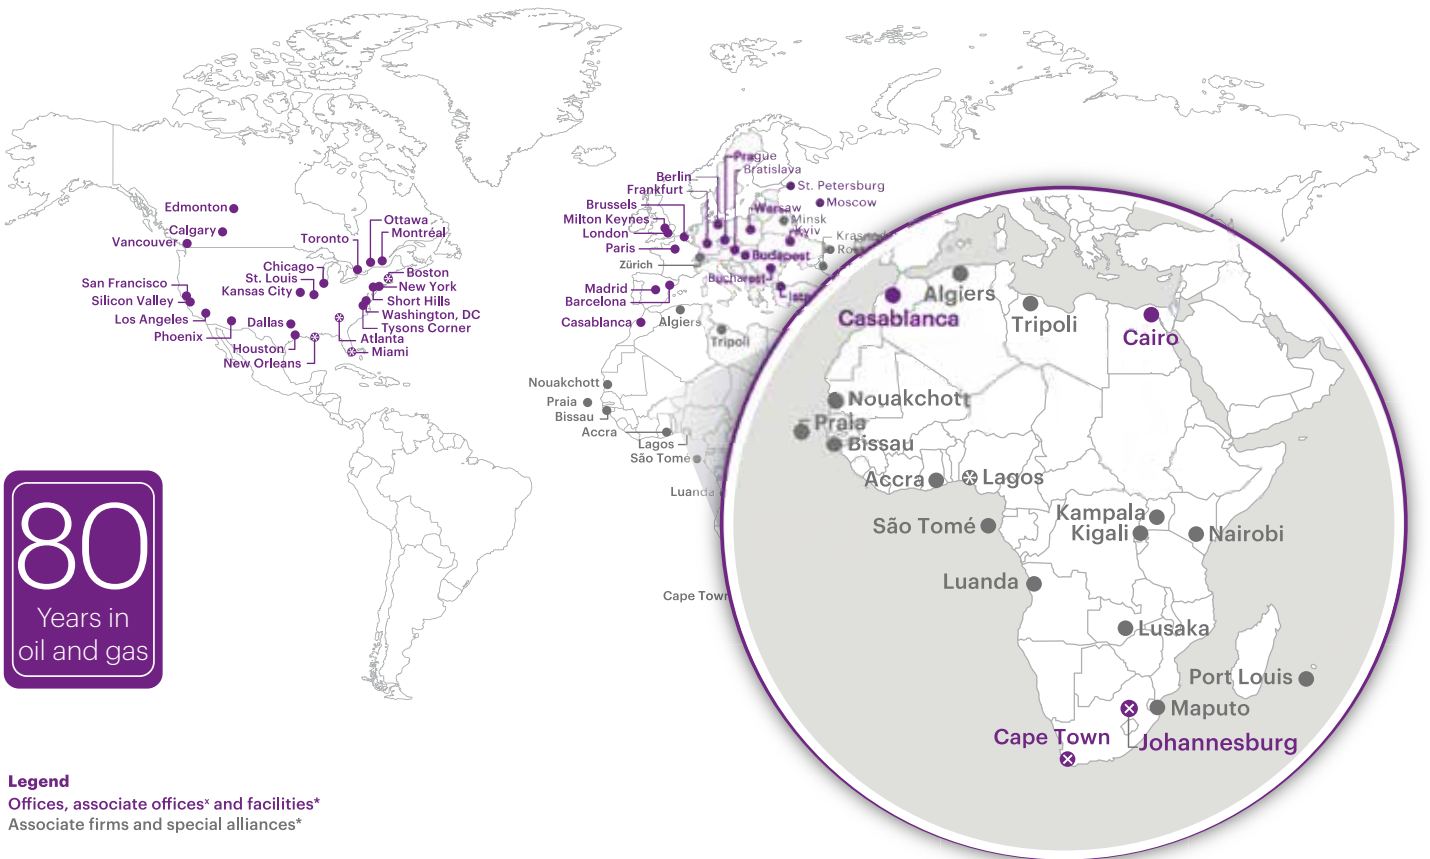 Edmonton
Calgary
Vancouver
San Francisco
Silicon Valley
Los Angeles
Phoenix
Toronto
Ottawa
Montréal
Chicago
St. Louis
Kansas City
Dallas
Houston
New Orleans
Boston
New York
Short Hills
Washington, DC
Tysons Corner
Atlanta
Miami
Prague
Bratislava
Berlin
Frankfurt
Brussels
Milton Keynes
London
Paris
Zürich
Madrid
Barcelona
Casablanca
St. Petersburg
Moscow
Warsaw
Minsk
Kyiv
Budapest
Bucharest
Algiers
Tripoli
Nouakchott
Praia
Bissau
Accra
Lagos
São Tomé
Luanda
Cape Town
Algiers
Casablanca
Tripoli
Cairo
Nouakchott
Praia
Bissau
Accra
Lagos
São Tomé
Kampala
Kigali
Nairobi
Luanda
Lusaka
Port Louis
Maputo
Cape Town
Johannesburg
80
Years in
oil and gas
Legend
Offices, associate officesˣ and facilities*
Associate firms and special alliances*